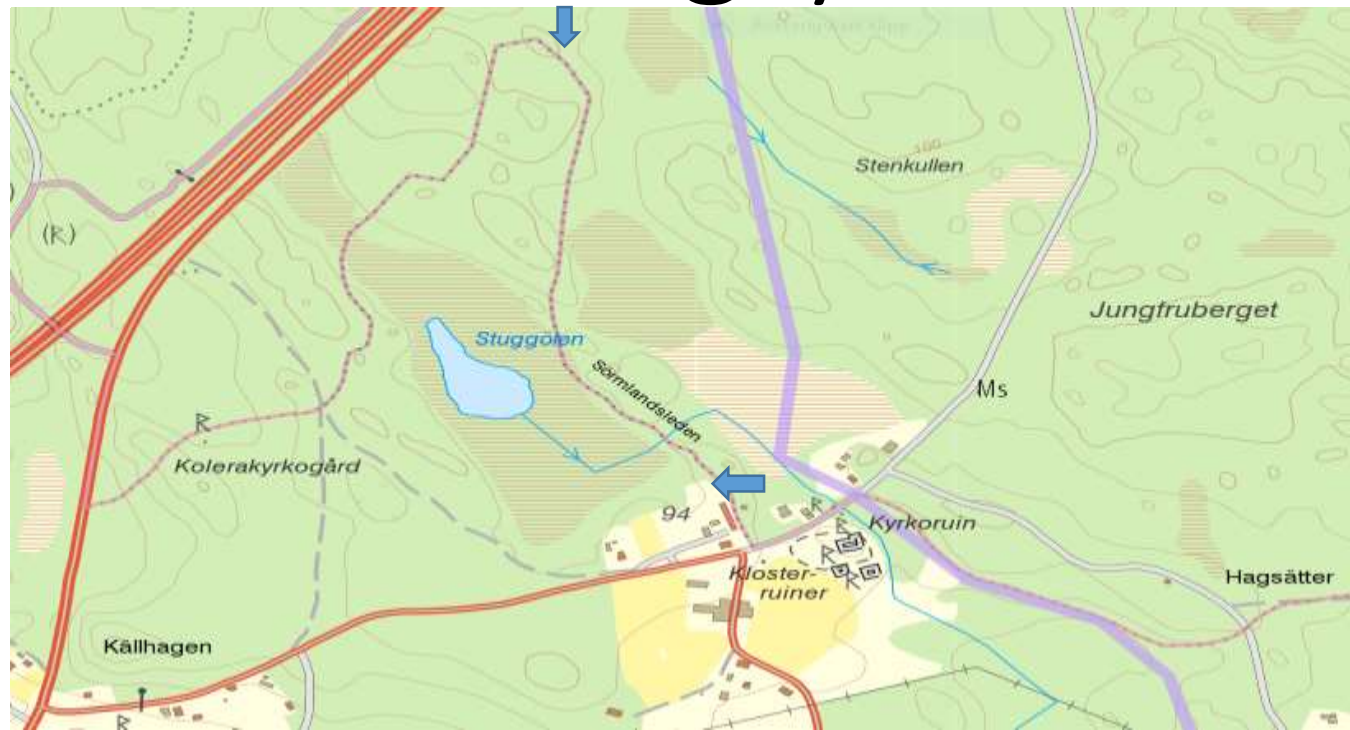 Stenkullen
(R)
Jungfruberget
Stuggölen
Sörmlandsleden
Ms
R
Kolerakyrkogård
94
Kyrkoruin
R
R
R
R
Kloster-
ruiner
Hagsätter
Källhagen
R